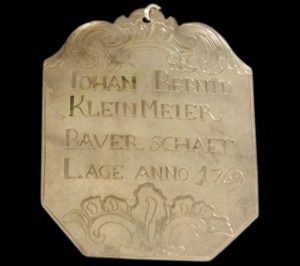 IOHAN BERND
KLEIN MEIER
BAVER SCHAFT
LAGE ANNO 1769